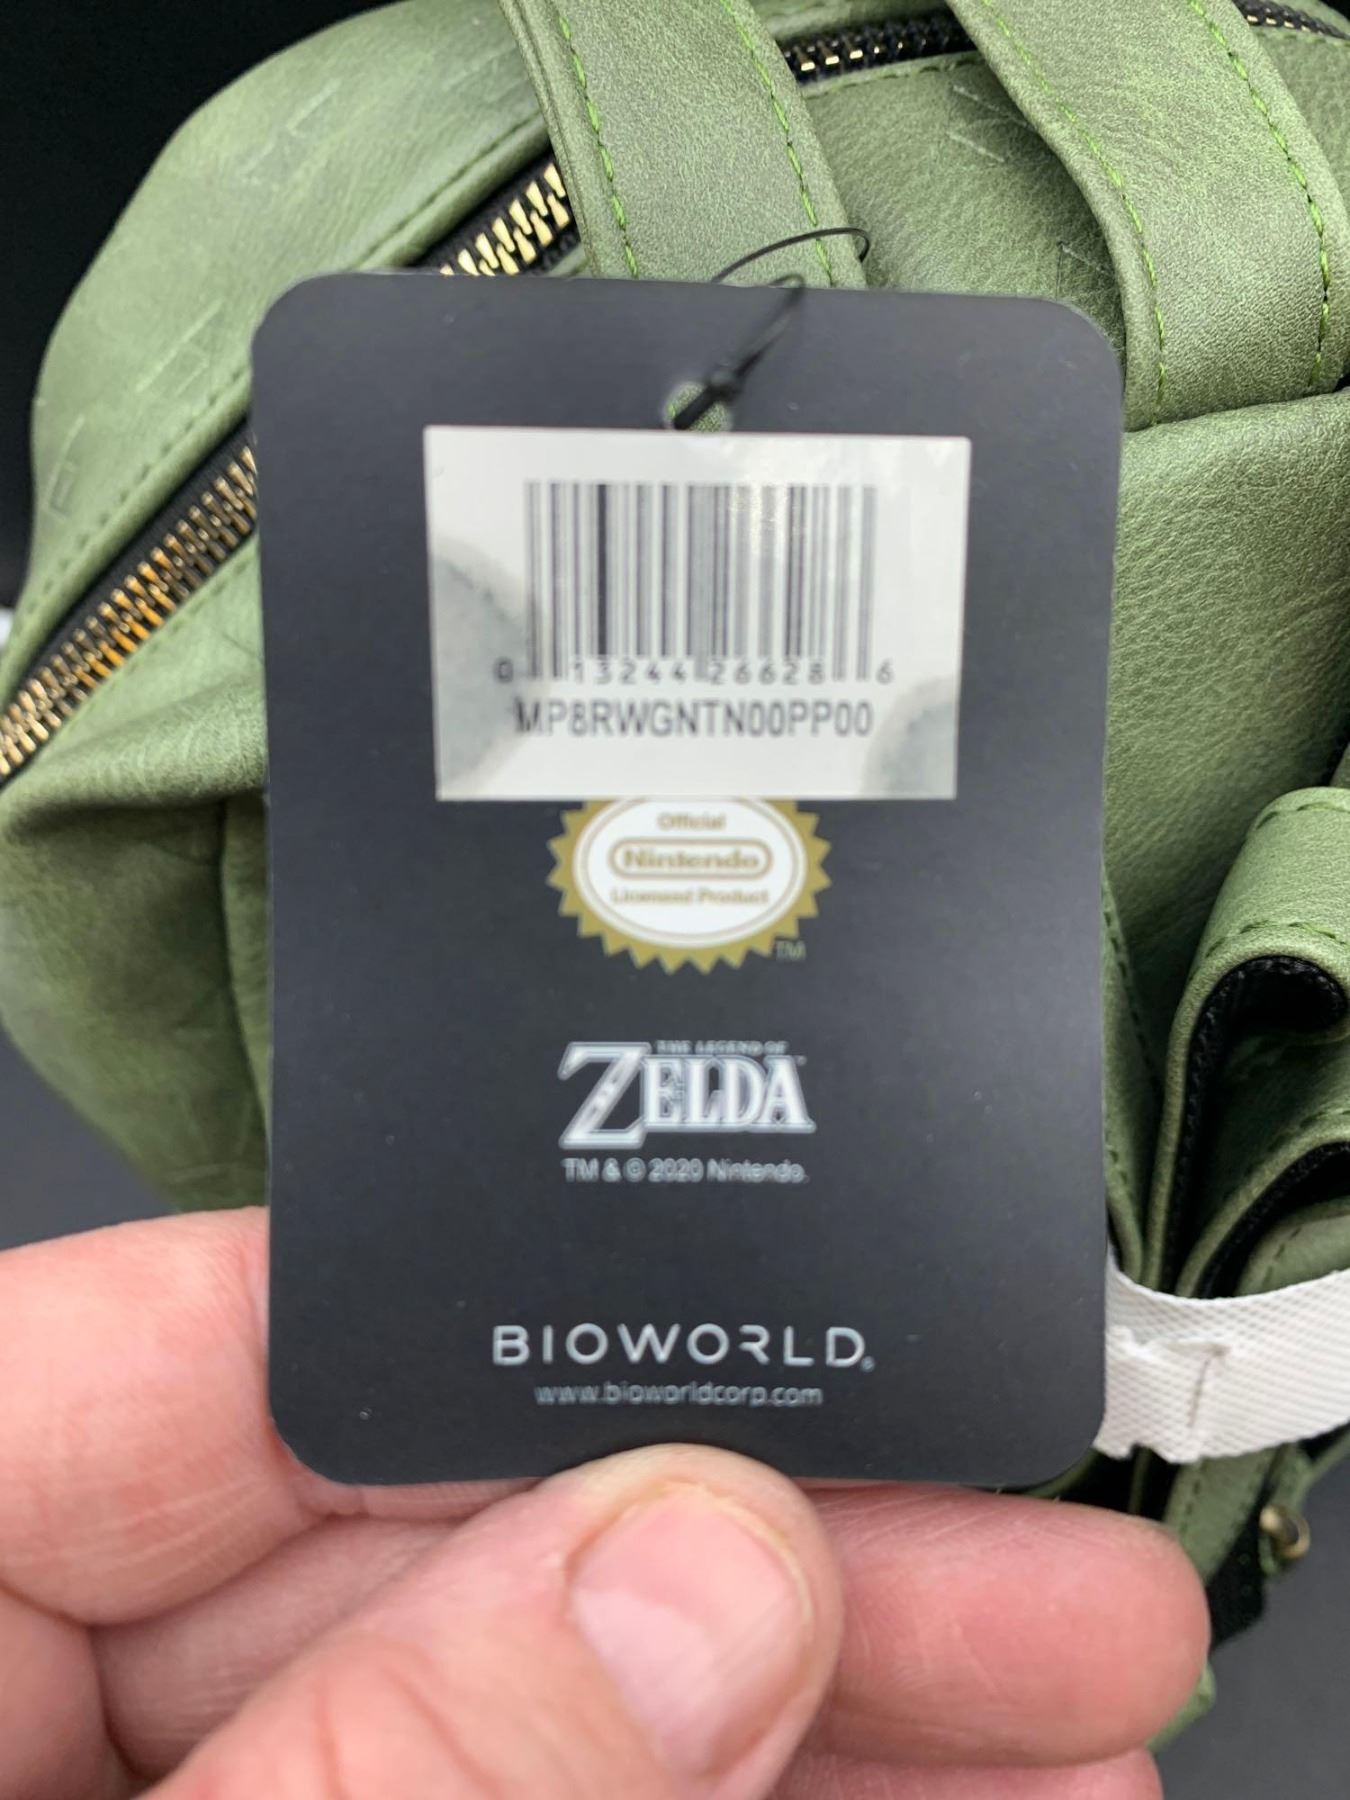 0 13244 26628 6
MP8RWGNTN00PP00
Official
Nintendo
Licensed Product
TM
THE LEGEND OF
ZELDA
TM & © 2020 Nintendo.
BIOWORLD®
www.bioworldcorp.com